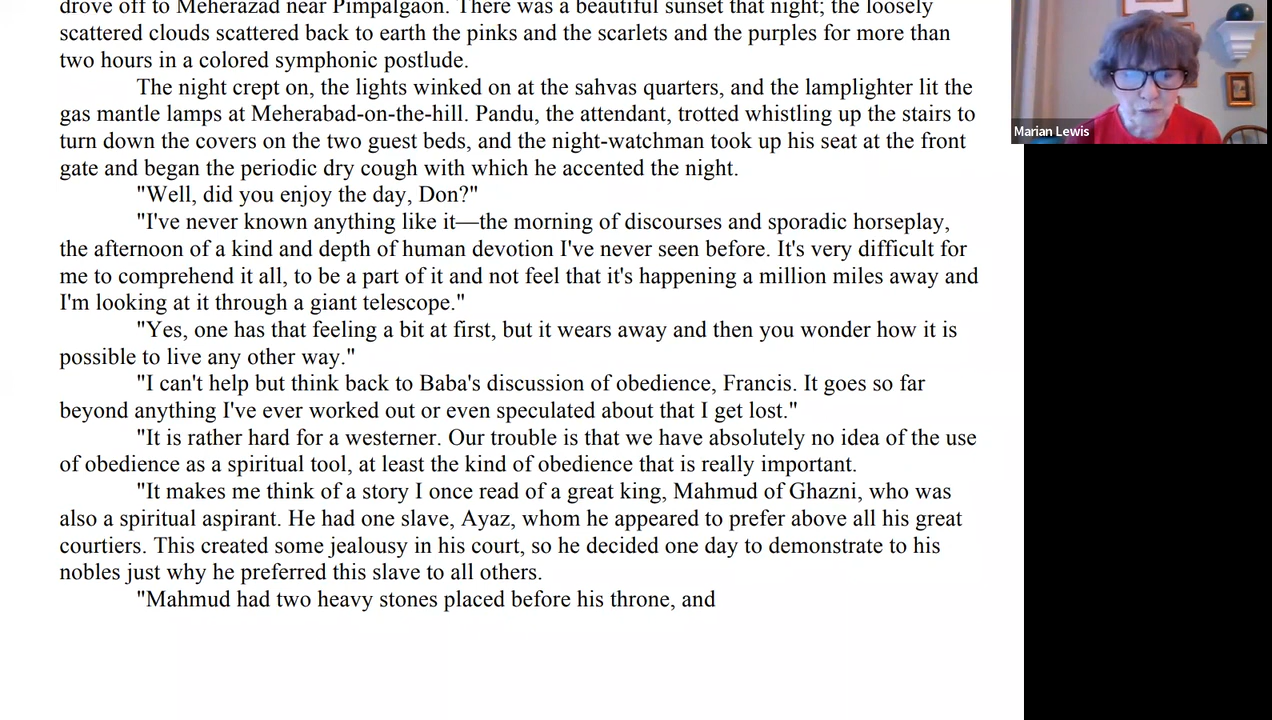 drove off to Meherazad near Pimpalgaon. There was a beautiful sunset that night; the loosely
scattered clouds scattered back to earth the pinks and the scarlets and the purples for more than
two hours in a colored symphonic postlude.
The night crept on, the lights winked on at the sahvas quarters, and the lamplighter lit the
gas mantle lamps at Meherabad-on-the-hill. Pandu, the attendant, trotted whistling up the stairs to
turn down the covers on the two guest beds, and the night-watchman took up his seat at the front
gate and began the periodic dry cough with which he accented the night.
"Well, did you enjoy the day, Don?"
"I've never known anything like it—the morning of discourses and sporadic horseplay,
the afternoon of a kind and depth of human devotion I've never seen before. It's very difficult for
me to comprehend it all, to be a part of it and not feel that it's happening a million miles away and
I'm looking at it through a giant telescope."
"Yes, one has that feeling a bit at first, but it wears away and then you wonder how it is
possible to live any other way."
"I can't help but think back to Baba's discussion of obedience, Francis. It goes so far
beyond anything I've ever worked out or even speculated about that I get lost."
"It is rather hard for a westerner. Our trouble is that we have absolutely no idea of the use
of obedience as a spiritual tool, at least the kind of obedience that is really important.
"It makes me think of a story I once read of a great king, Mahmud of Ghazni, who was
also a spiritual aspirant. He had one slave, Ayaz, whom he appeared to prefer above all his great
courtiers. This created some jealousy in his court, so he decided one day to demonstrate to his
nobles just why he preferred this slave to all others.
"Mahmud had two heavy stones placed before his throne, and
Marian Lewis